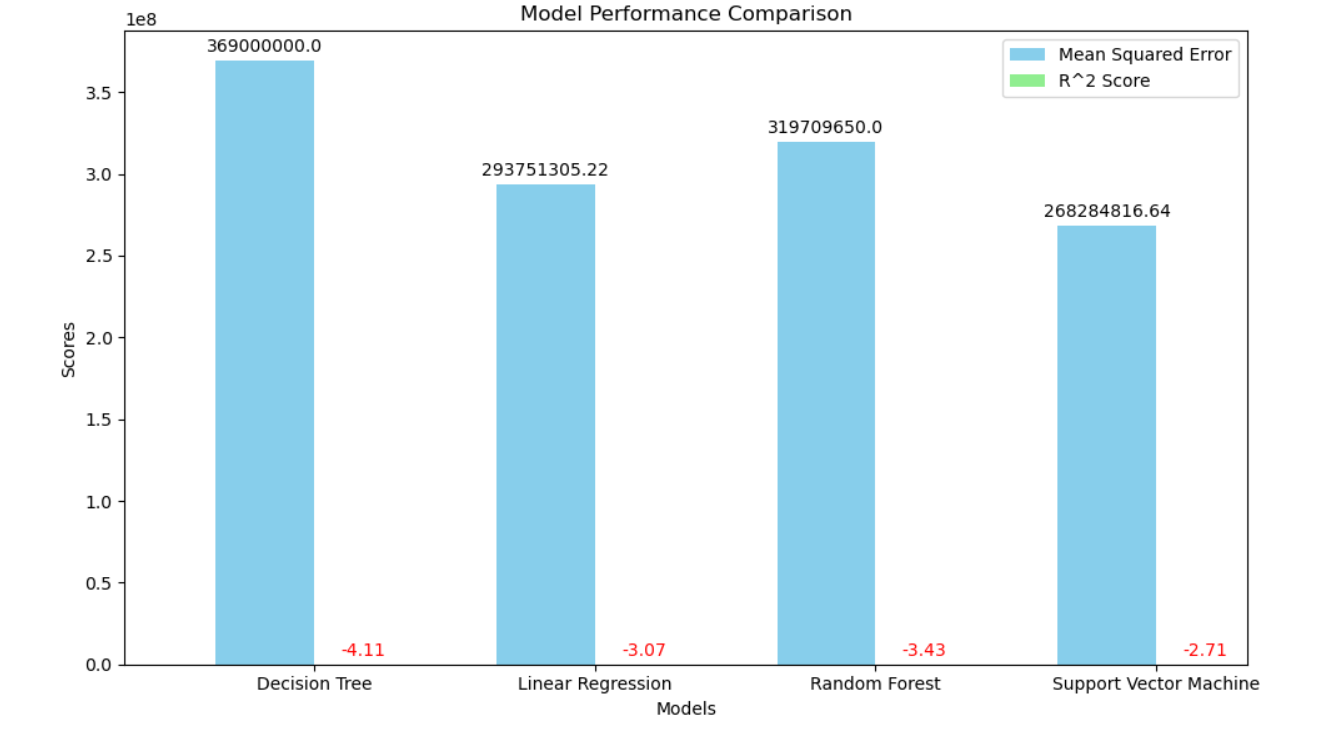 Model Performance Comparison
1e8
Mean Squared Error
R^2 Score
369000000.0
293751305.22
319709650.0
268284816.64
3.5
3.0
2.5
2.0
1.5
1.0
0.5
0.0
Scores
-4.11
-3.07
-3.43
-2.71
Decision Tree
Linear Regression
Random Forest
Support Vector Machine
Models